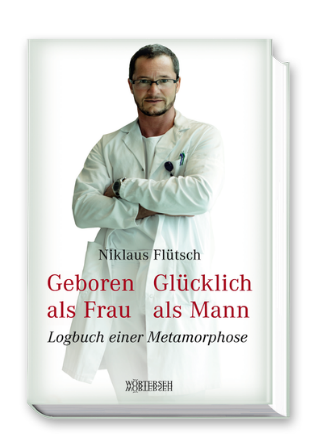 Niklaus Flütsch
Geboren Glücklich
als Frau als Mann
Logbuch einer Metamorphose
WÖRTERSEH